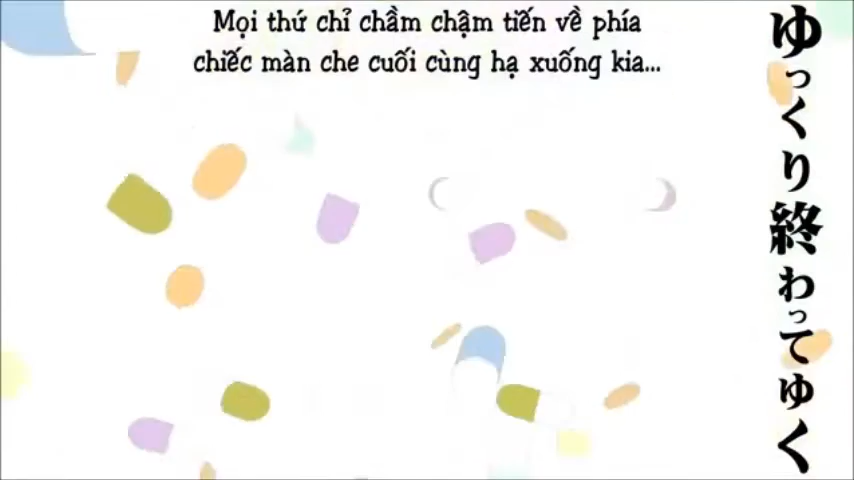 Mọi thứ chỉ chầm chậm tiến về phía
chiếc màn che cuối cùng hạ xuống kia...
ゆっくり終わってゆく